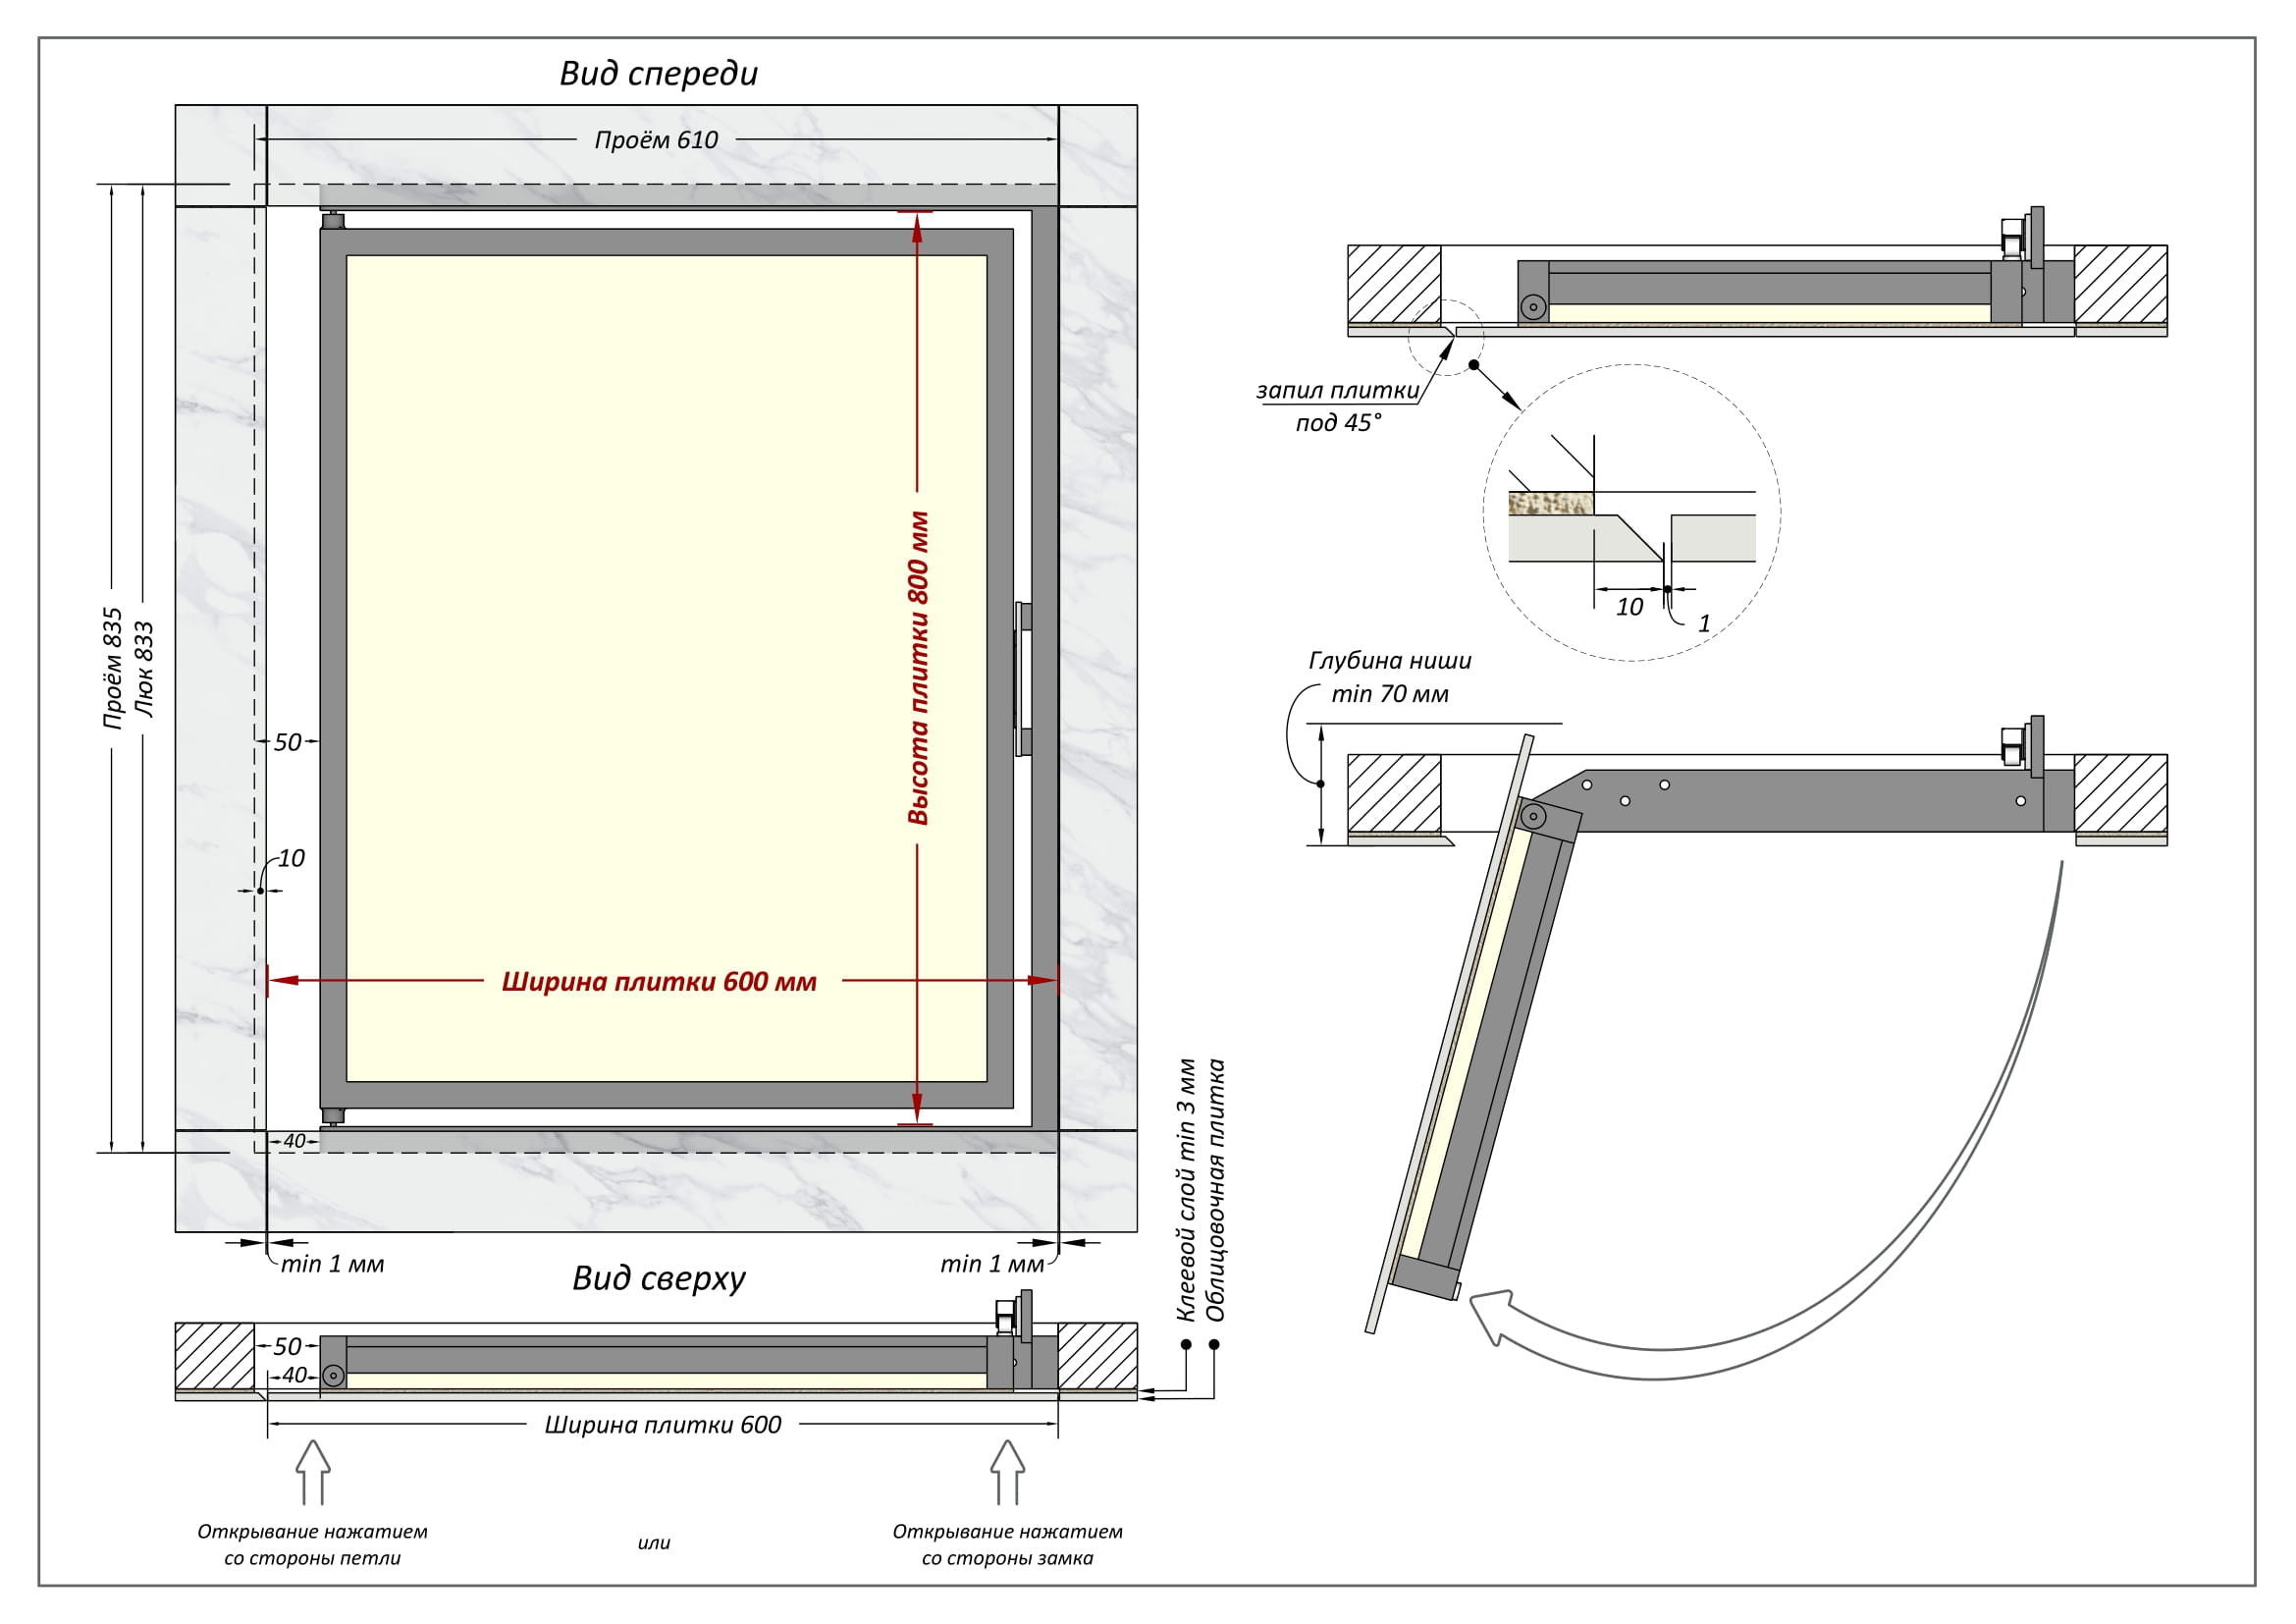 Вид спереди
Проём 610
Проём 835
Люк 833
50
10
40
Высота плитки 800 мм
Ширина плитки 600 мм
min 1 мм
min 1 мм
Вид сверху
50
40
Ширина плитки 600
Клеевой слой min 3 мм
Облицовочная плитка
Открывание нажатием
со стороны петли
или
Открывание нажатием
со стороны замка
запил плитки
под 45°
10
1
Глубина ниши
min 70 мм